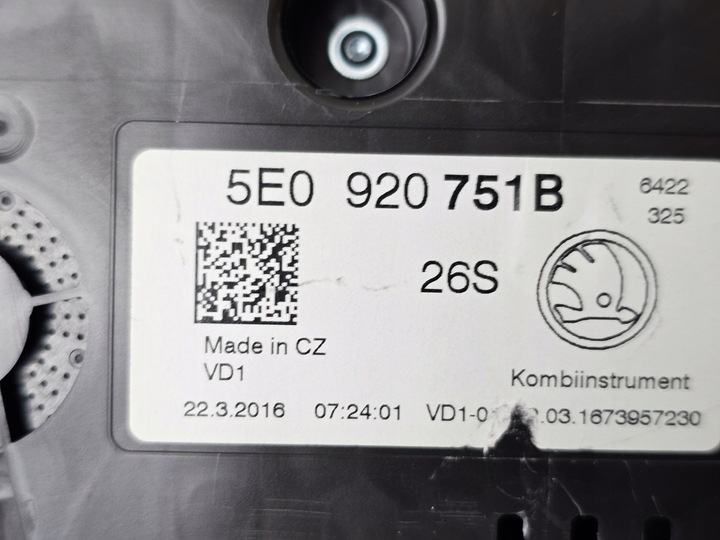 5E0 920 751B
6422
325
26S
Made in CZ
VD1
Kombiinstrument
22.3.2016 07:24:01